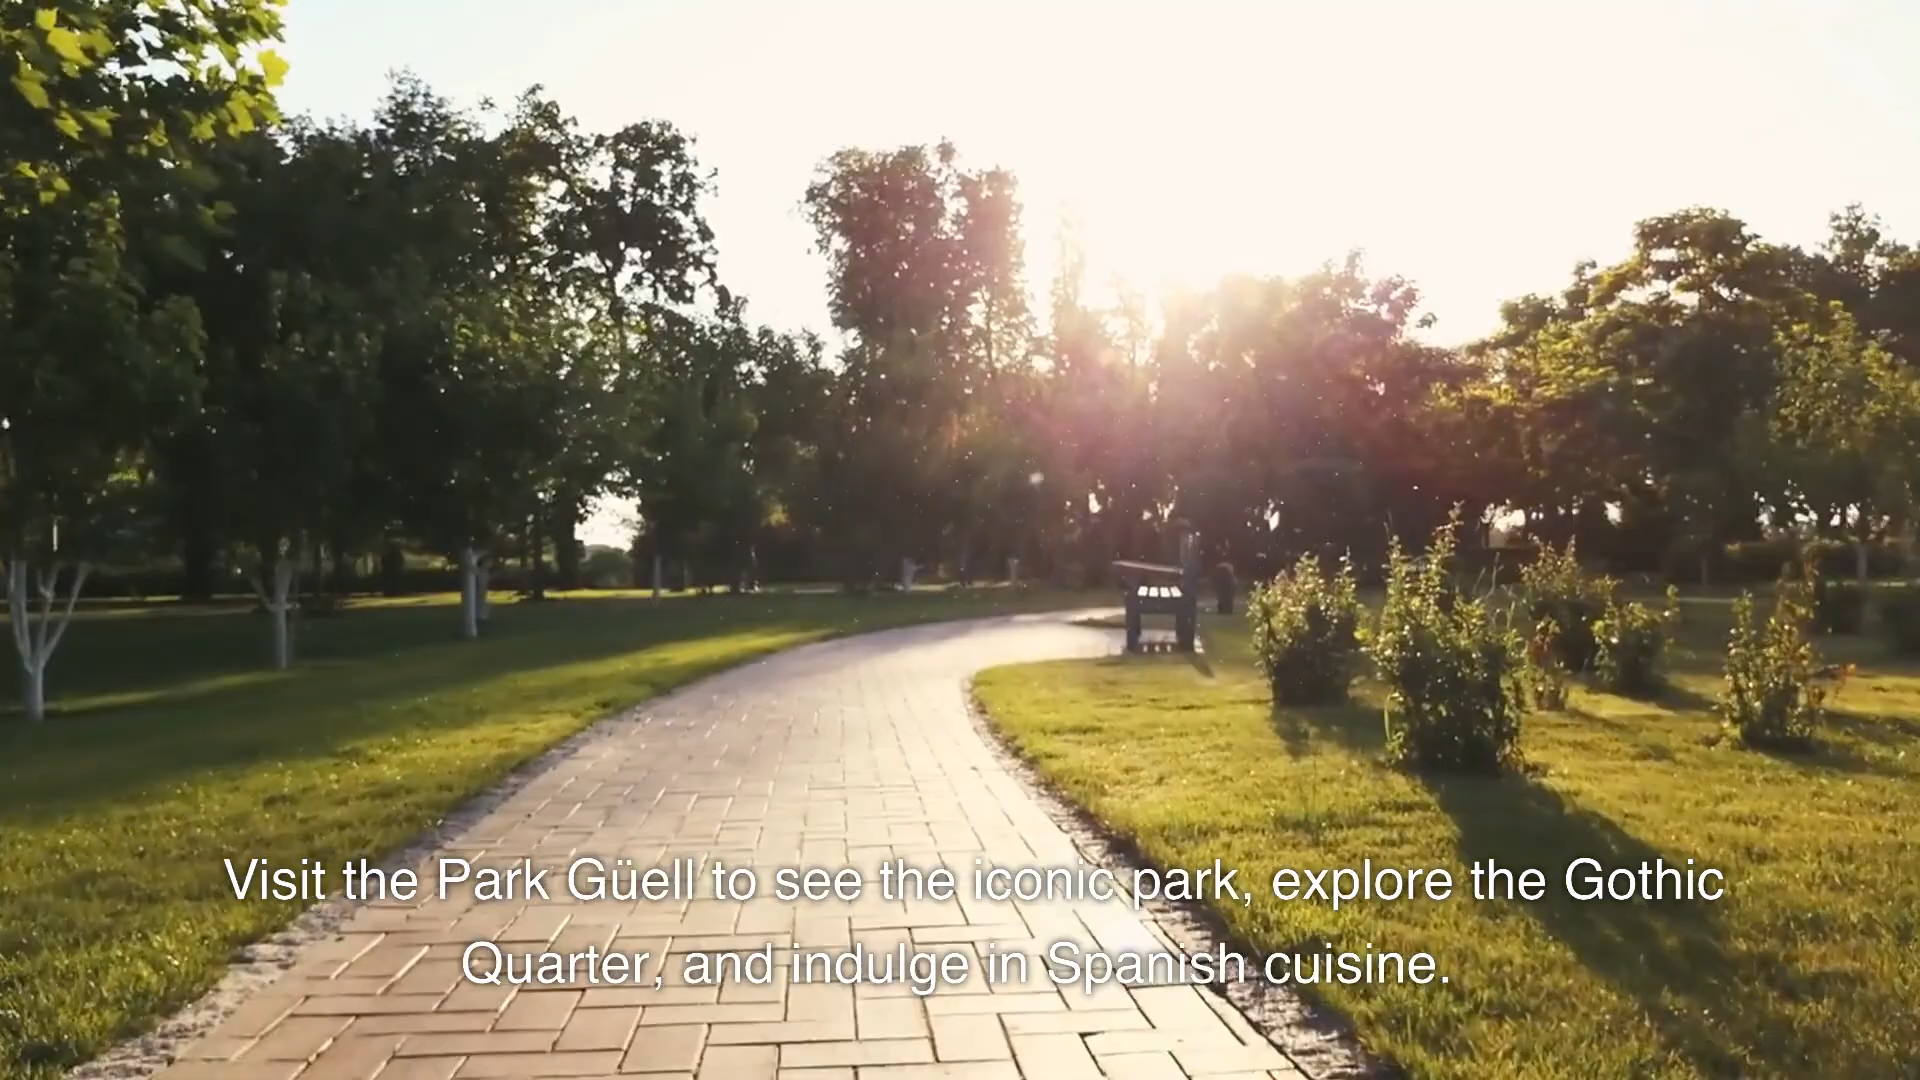 Visit the Park Güell to see the iconic park, explore the Gothic
Quarter, and indulge in Spanish cuisine.